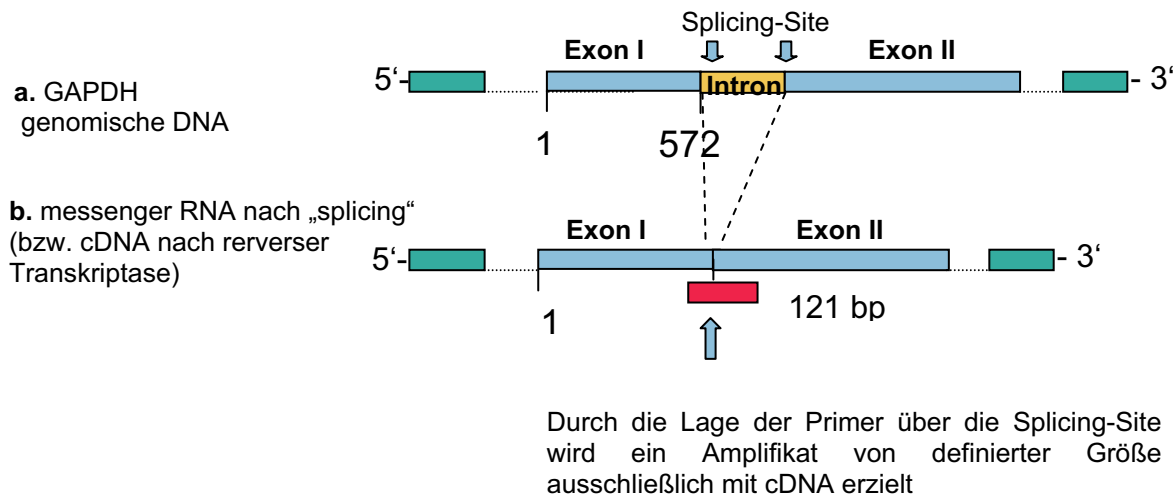 Splicing-Site
Exon I Exon II
a. GAPDH
genomische DNA
5‘- Intron - 3‘
1 572
b. messenger RNA nach „splicing“
(bzw. cDNA nach rerverser
Transkriptase)
Exon I Exon II
5‘- - 3‘
1 121 bp
Durch die Lage der Primer über die Splicing-Site
wird ein Amplifikat von definierter Größe
ausschließlich mit cDNA erzielt